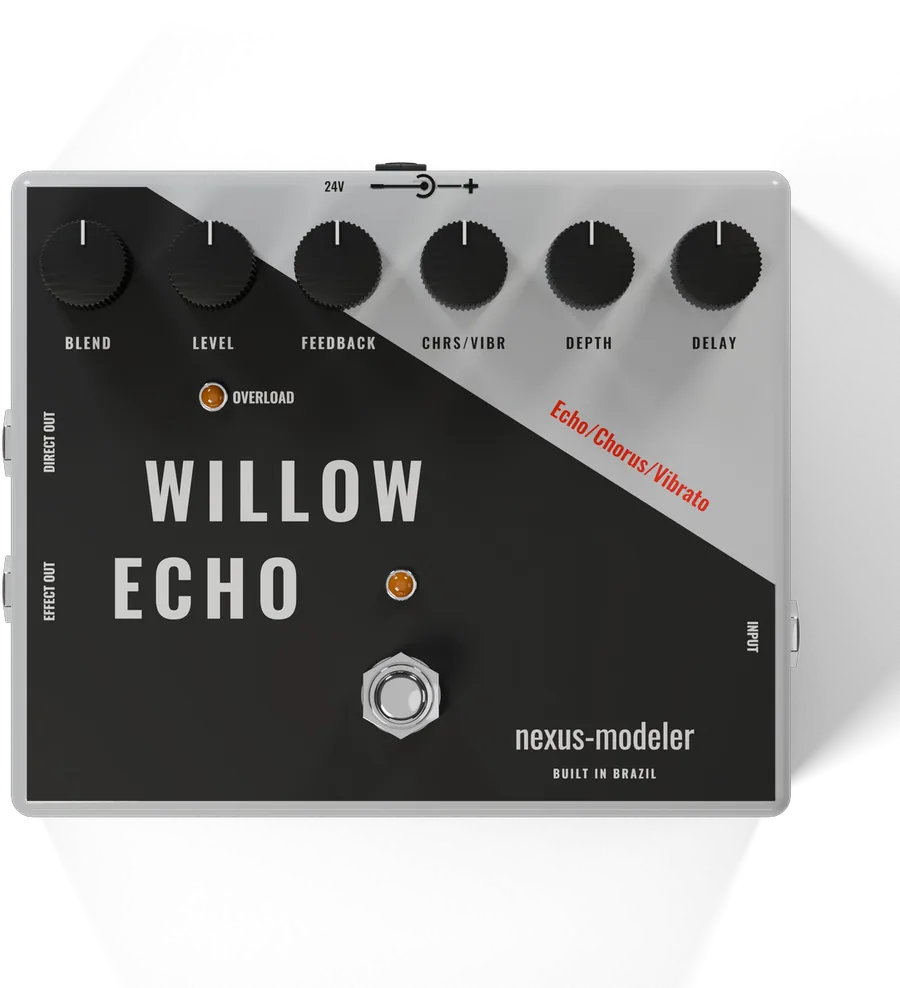 24V
BLEND
LEVEL
FEEDBACK
CHRS/VIBR
DEPTH
DELAY
OVERLOAD
DIRECT OUT
Echo/Chorus/Vibrato
WILLOW
ECHO
EFFECT OUT
INPUT
nexus-modeler
BUILT IN BRAZIL